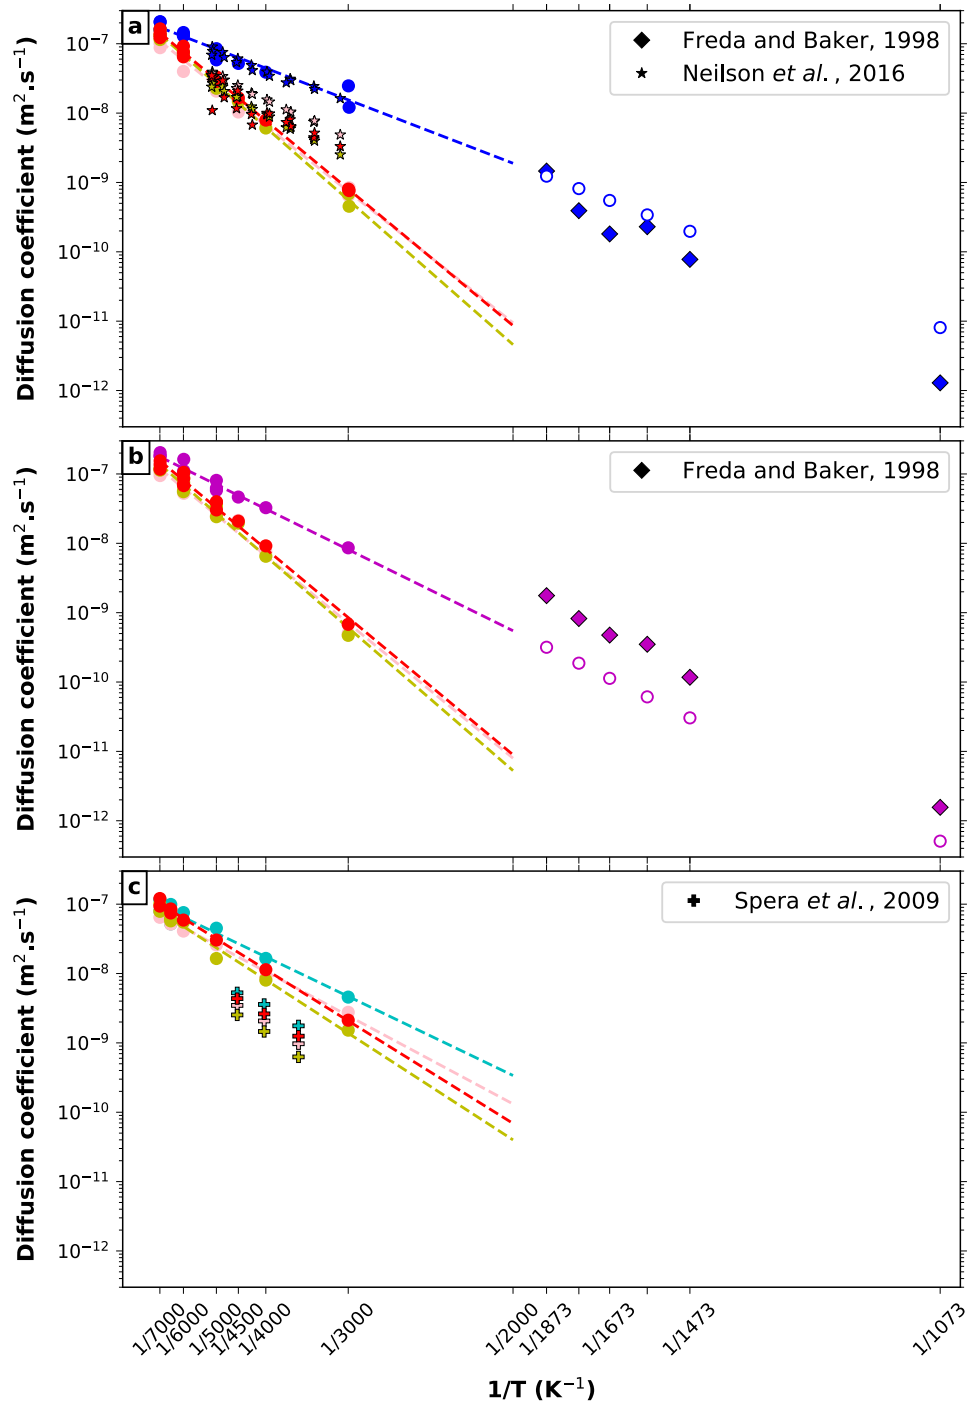 a
Diffusion coefficient (m².s⁻¹)
10⁻⁷
10⁻⁸
10⁻⁹
10⁻¹⁰
10⁻¹¹
10⁻¹²
Freda and Baker, 1998
Neilson et al., 2016
b
Diffusion coefficient (m².s⁻¹)
10⁻⁷
10⁻⁸
10⁻⁹
10⁻¹⁰
10⁻¹¹
10⁻¹²
Freda and Baker, 1998
c
Diffusion coefficient (m².s⁻¹)
10⁻⁷
10⁻⁸
10⁻⁹
10⁻¹⁰
10⁻¹¹
10⁻¹²
Spera et al., 2009
1/7000
1/6000
1/5000
1/4500
1/4000
1/3000
1/2000
1/1873
1/1673
1/1473
1/1073
1/T (K⁻¹)